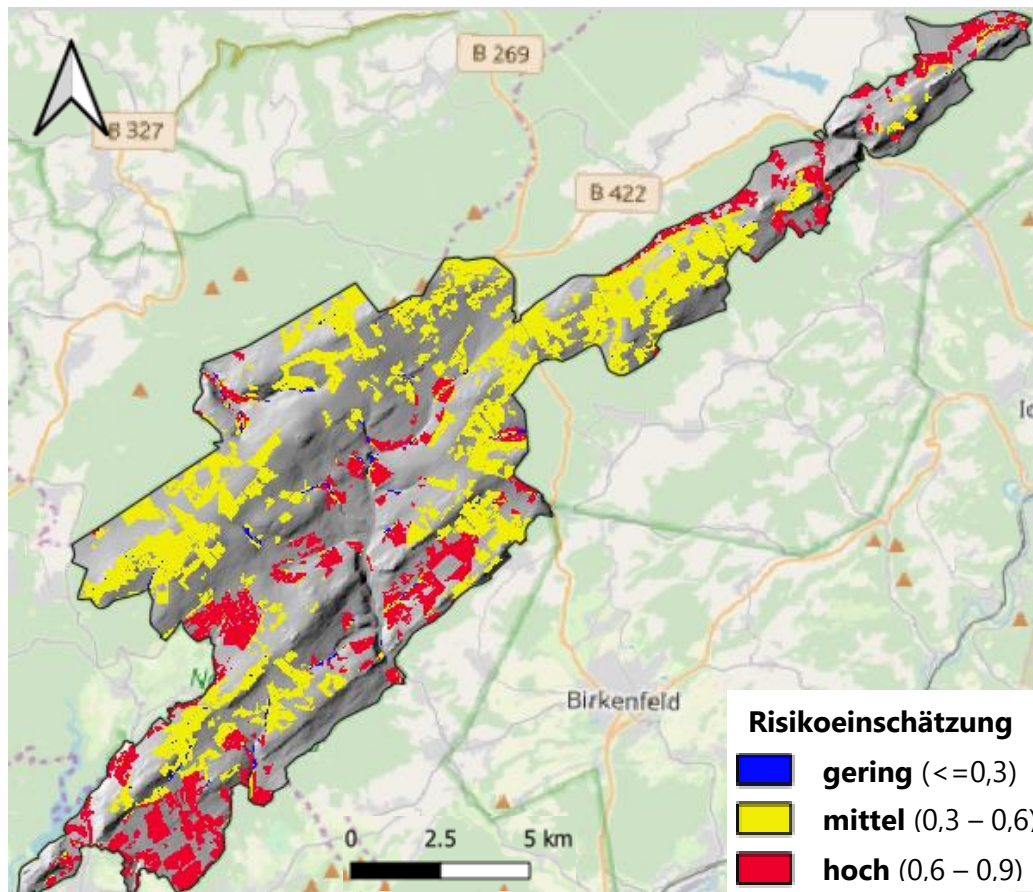 B 269
B 327
B 422
Birkenfeld
Risikoeinschätzung
gering (<=0,3)
mittel (0,3 – 0,6)
hoch (0,6 – 0,9)
0 2.5 5 km